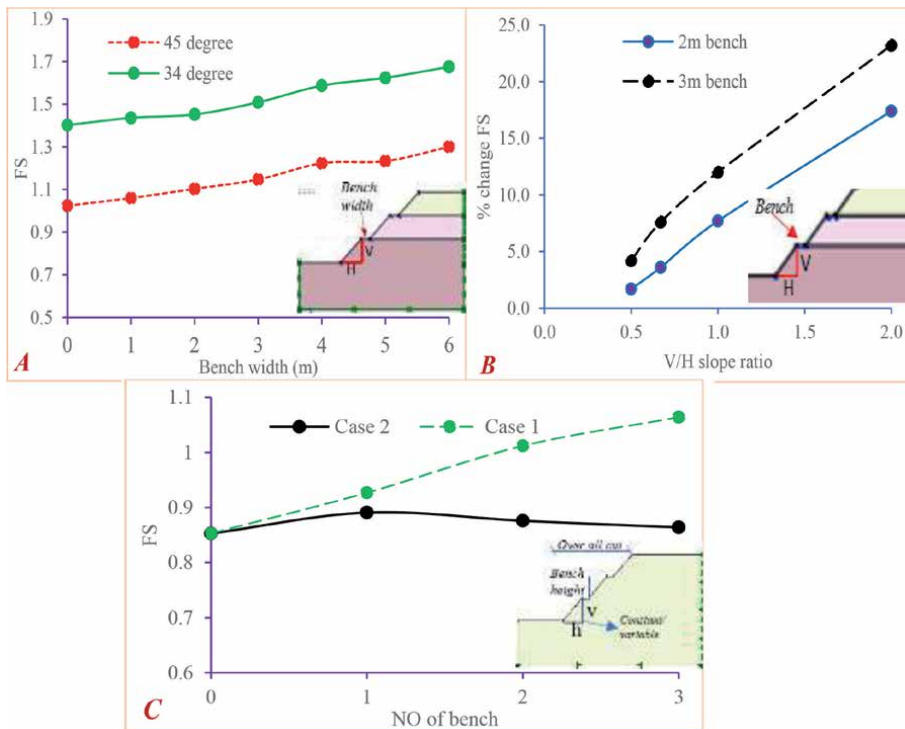 1.9
1.7
1.5
1.3
1.1
0.9
0.7
0.5
FS
45 degree
34 degree
Bench
width
V
H
0 1 2 3 4 5 6
Bench width (m)
A
25.0
20.0
15.0
10.0
5.0
0.0
% change FS
2m bench
3m bench
Bench
V
H
0.0 0.5 1.0 1.5 2.0
V/H slope ratio
B
1.1
1
0.9
0.8
0.7
0.6
FS
Case 2 Case 1
Over all cut
Bench
height
v
h
Constant/
variable
0 1 2 3
NO of bench
C